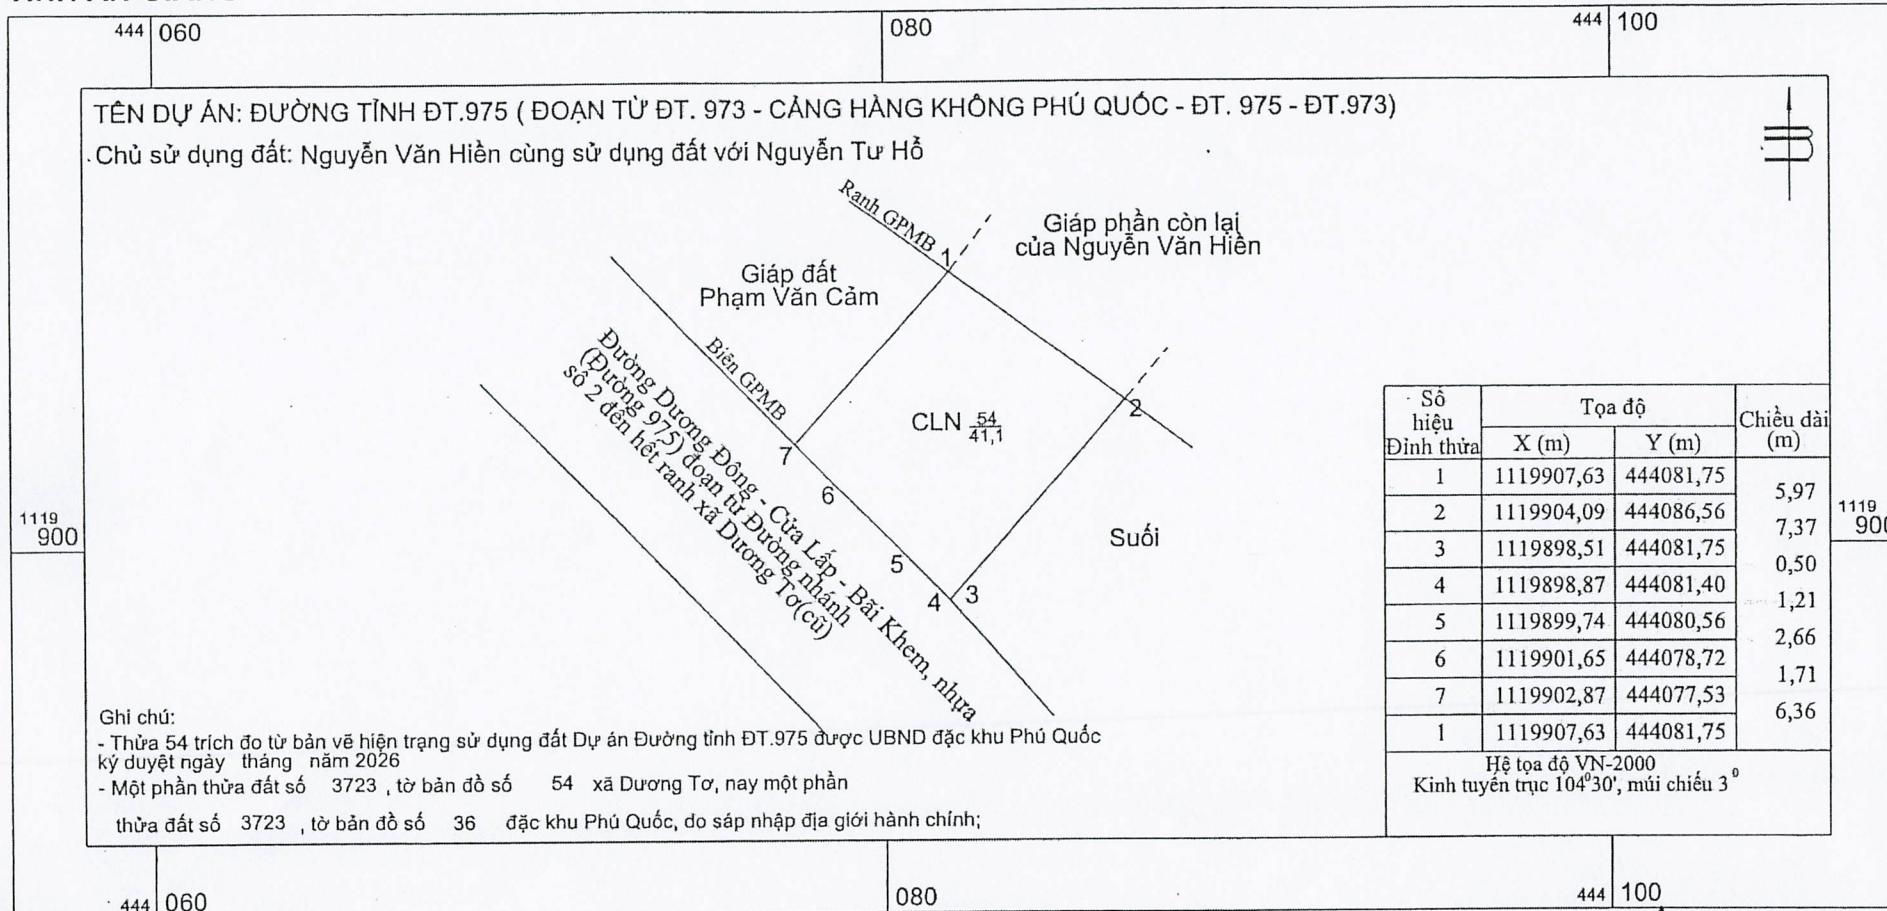 444 060
080
444 100
TÊN DỰ ÁN: ĐƯỜNG TỈNH ĐT.975 ( ĐOẠN TỪ ĐT. 973 - CẢNG HÀNG KHÔNG PHÚ QUỐC - ĐT. 975 - ĐT.973)
Chủ sử dụng đất: Nguyễn Văn Hiền cùng sử dụng đất với Nguyễn Tư Hổ
Ranh GPMB
1
Giáp phần còn lại
của Nguyễn Văn Hiền
Giáp đất
Phạm Văn Cảm
Biên GPMB
Đường Dương Đông - Cửa Lấp - Bãi Khem, nhựa
(Đường 975) đoạn từ Đường nhánh
số 2 đến hết ranh xã Dương Tơ(cũ)
CLN 54
41,1
2
7
6
5
4
3
Suối
1119
900
1119
900
Số hiệu Đỉnh thửa Tọa độ Chiều dài (m)
X (m) Y (m)
1 1119907,63 444081,75
5,97
2 1119904,09 444086,56
7,37
3 1119898,51 444081,75
0,50
4 1119898,87 444081,40
1,21
5 1119899,74 444080,56
2,66
6 1119901,65 444078,72
1,71
7 1119902,87 444077,53
6,36
1 1119907,63 444081,75
Hệ tọa độ VN-2000
Kinh tuyến trục 104⁰30', múi chiếu 3⁰
Ghi chú:
- Thửa 54 trích đo từ bản vẽ hiện trạng sử dụng đất Dự án Đường tỉnh ĐT.975 được UBND đặc khu Phú Quốc
ký duyệt ngày tháng năm 2026
- Một phần thửa đất số 3723 , tờ bản đồ số 54 xã Dương Tơ, nay một phần
thửa đất số 3723 , tờ bản đồ số 36 đặc khu Phú Quốc, do sáp nhập địa giới hành chính;
444 060
080
444 100